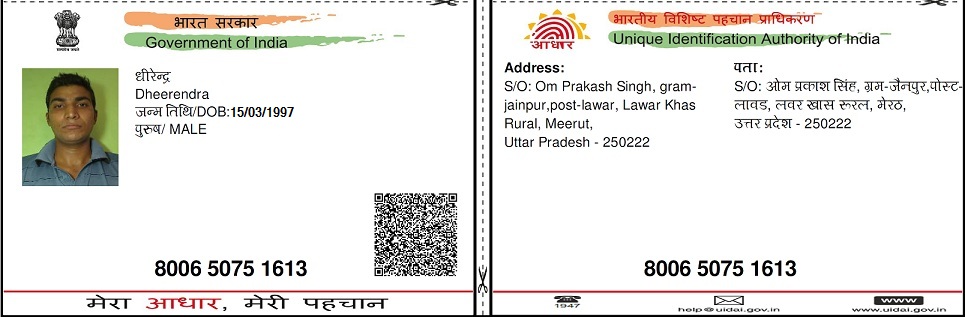 भारत सरकार
Government of India
धीरेन्द्र
Dheerendra
जन्म तिथि/DOB:15/03/1997
पुरुष/ MALE
8006 5075 1613
मेरा आधार, मेरी पहचान
आधार
भारतीय विशिष्ट पहचान प्राधिकरण
Unique Identification Authority of India
Address:
S/O: Om Prakash Singh, gram-
jainpur,post-lawar, Lawar Khas
Rural, Meerut,
Uttar Pradesh - 250222
पता:
S/O: ओम प्रकाश सिंह, ग्रम-जैनपुर,पोस्ट-
लावड, लवर खास रूरल, मेरठ,
उत्तर प्रदेश - 250222
8006 5075 1613
1947
help@uidai.gov.in
www
www.uidai.gov.in